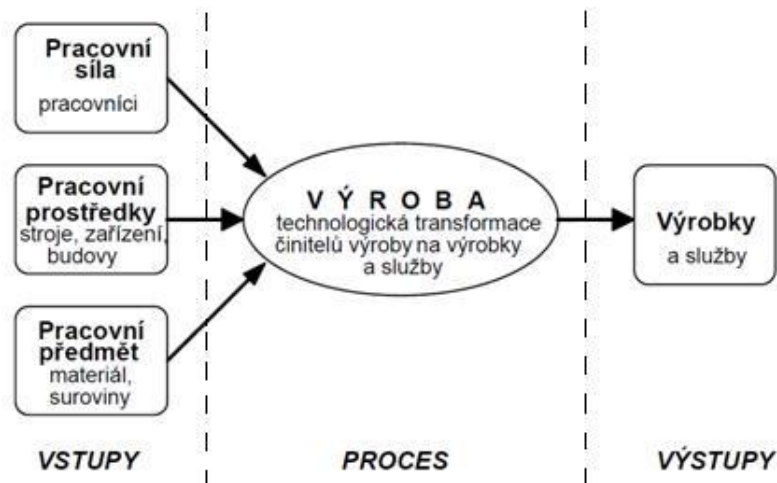 Pracovní
síla
pracovníci
Pracovní
prostředky
stroje, zařízení,
budovy
Pracovní
předmět
materiál,
suroviny
V Ý R O B A
technologická transformace
činitelů výroby na výrobky
a služby
Výrobky
a služby
VSTUPY
PROCES
VÝSTUPY